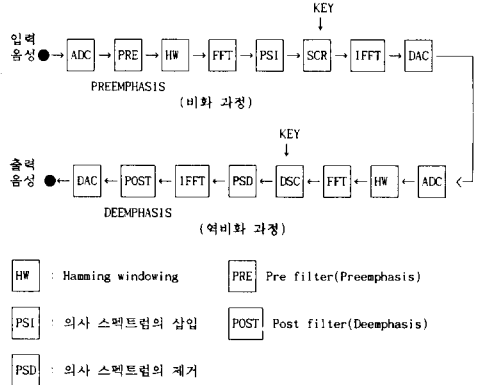 KEY
입력
음성 ADC PRE HW FFT PSI SCR IFFT DAC
PREEMPHASIS
(비화 과정)
KEY
출력
음성 DAC POST IFFT PSD DSC FFT HW ADC
DEEMPHASIS
(역비화 과정)
HW : Hamming windowing PRE Pre filter(Preemphasis)
PSI : 의사 스펙트럼의 삽입 POST Post filter(Deemphasis)
PSD : 의사 스펙트럼의 제거